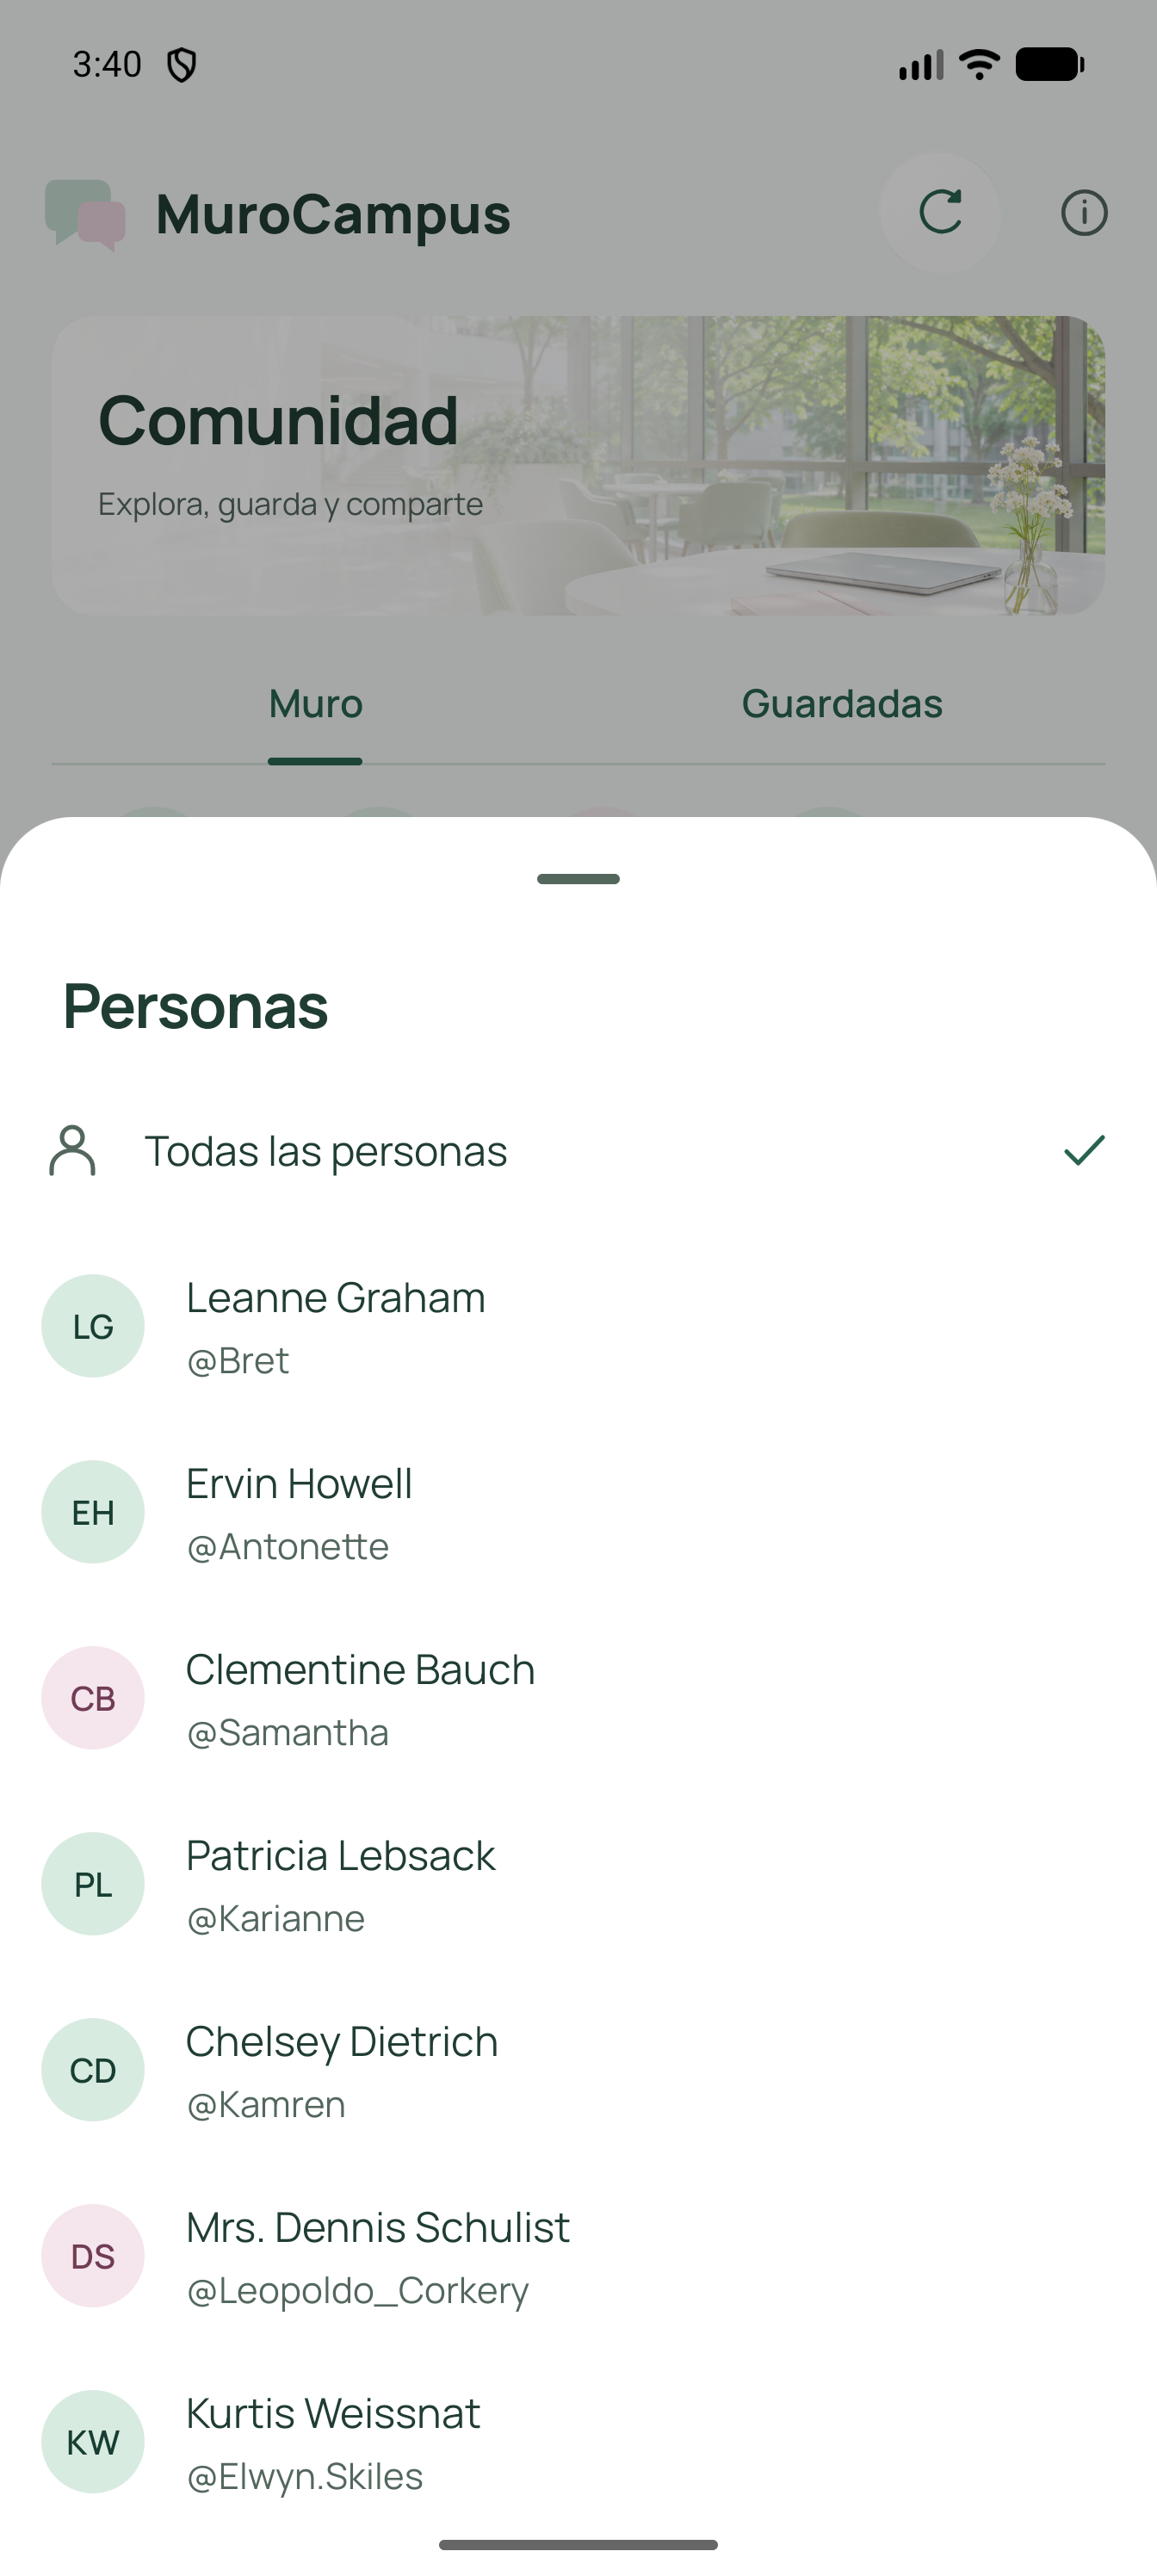 3:40
MuroCampus
Comunidad
Explora, guarda y comparte
Muro
Guardadas
Personas
Todas las personas
LG
Leanne Graham
@Bret
EH
Ervin Howell
@Antonette
CB
Clementine Bauch
@Samantha
PL
Patricia Lebsack
@Karianne
CD
Chelsey Dietrich
@Kamren
DS
Mrs. Dennis Schulist
@Leopoldo_Corkery
KW
Kurtis Weissnat
@Elwyn.Skiles